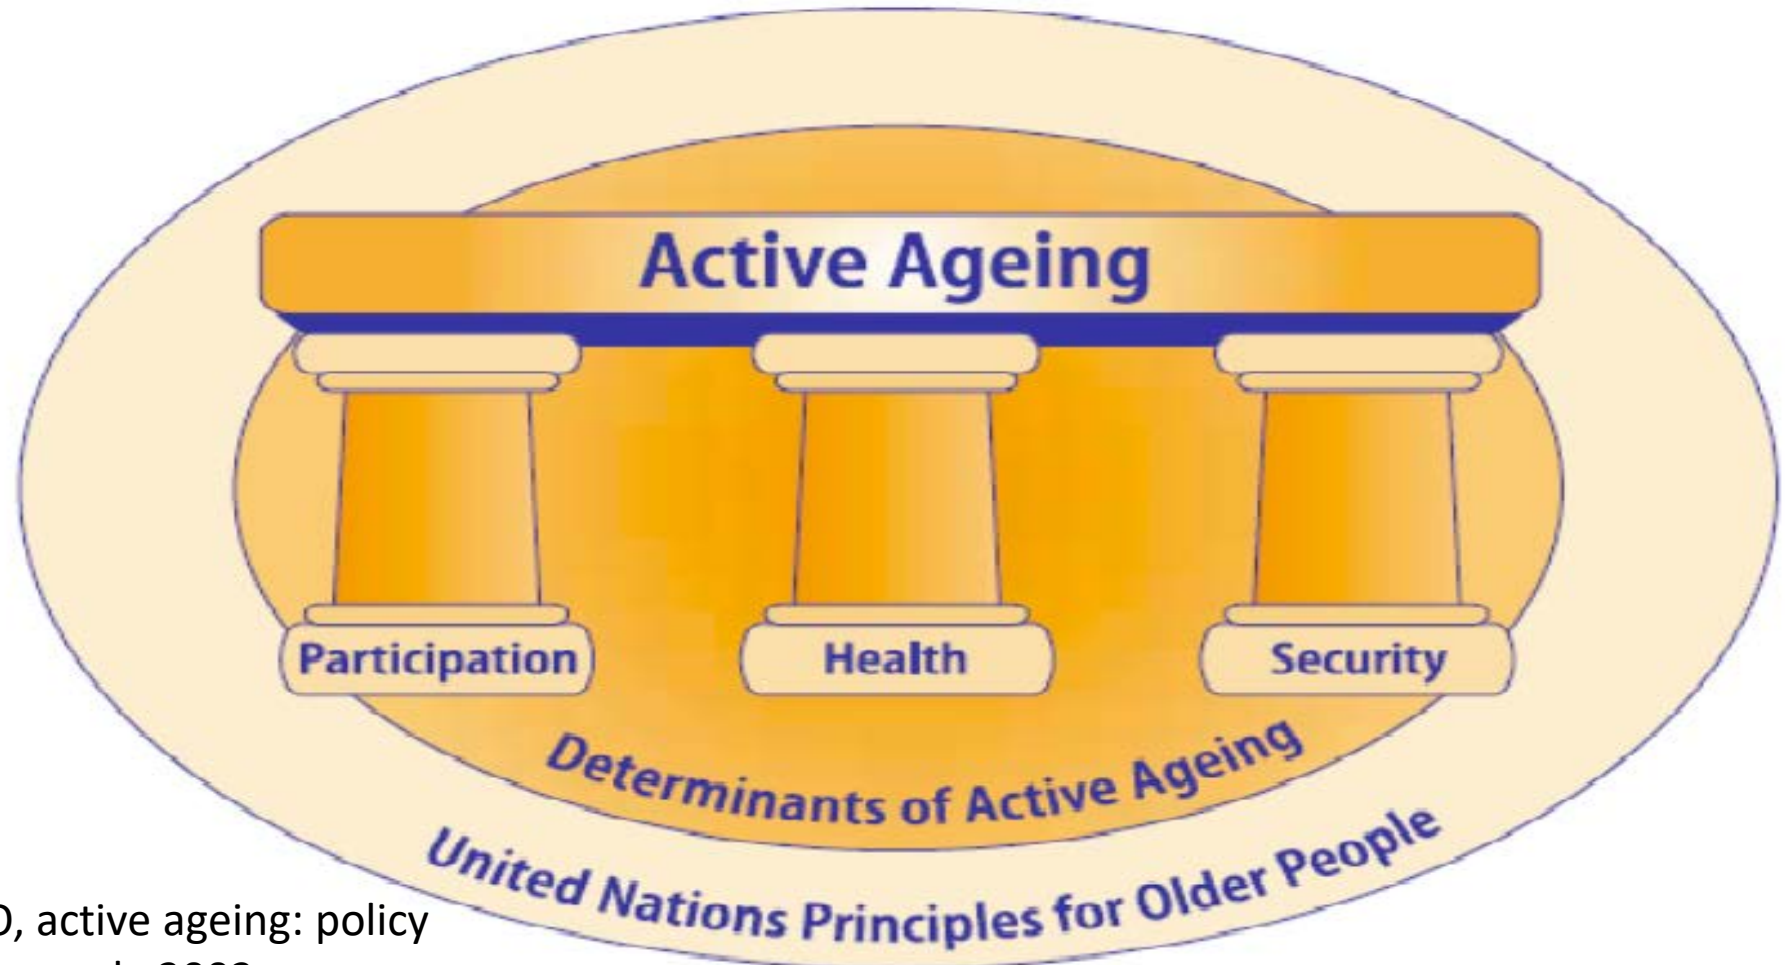 Active Ageing
Participation
Health
Security
Determinants of Active Ageing
United Nations Principles for Older People
active ageing: policy